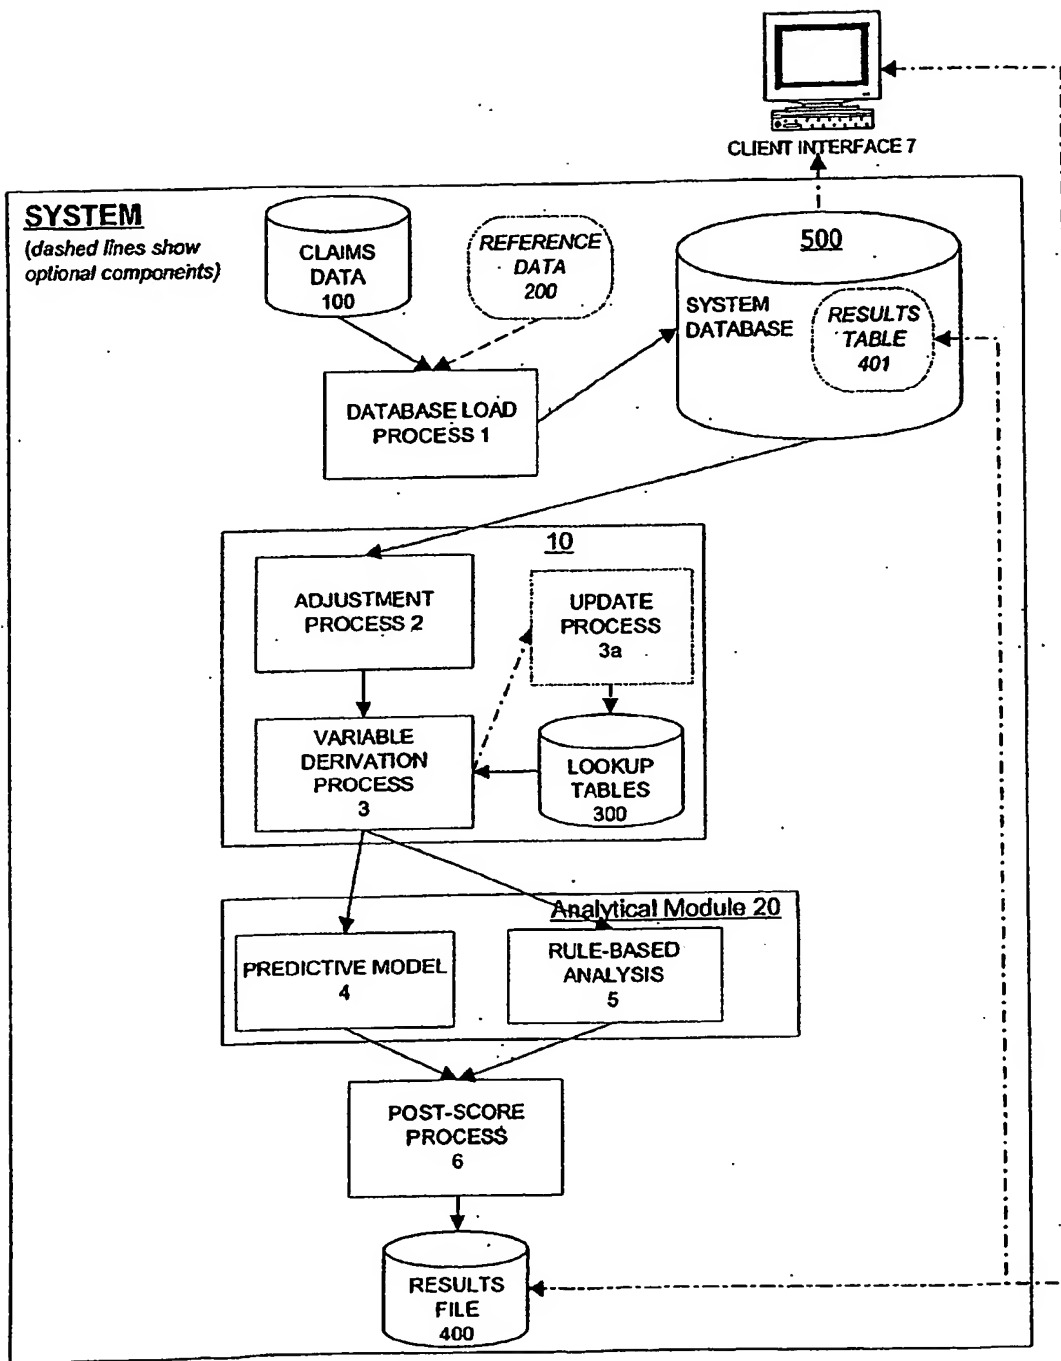 CLIENT INTERFACE 7
SYSTEM
(dashed lines show
optional components)
CLAIMS
DATA
100
REFERENCE
DATA
200
500
SYSTEM
DATABASE
RESULTS
TABLE
401
DATABASE LOAD
PROCESS 1
10
ADJUSTMENT
PROCESS 2
UPDATE
PROCESS
3a
VARIABLE
DERIVATION
PROCESS
3
LOOKUP
TABLES
300
Analytical Module 20
PREDICTIVE MODEL
4
RULE-BASED
ANALYSIS
5
POST-SCORE
PROCESS
6
RESULTS
FILE
400